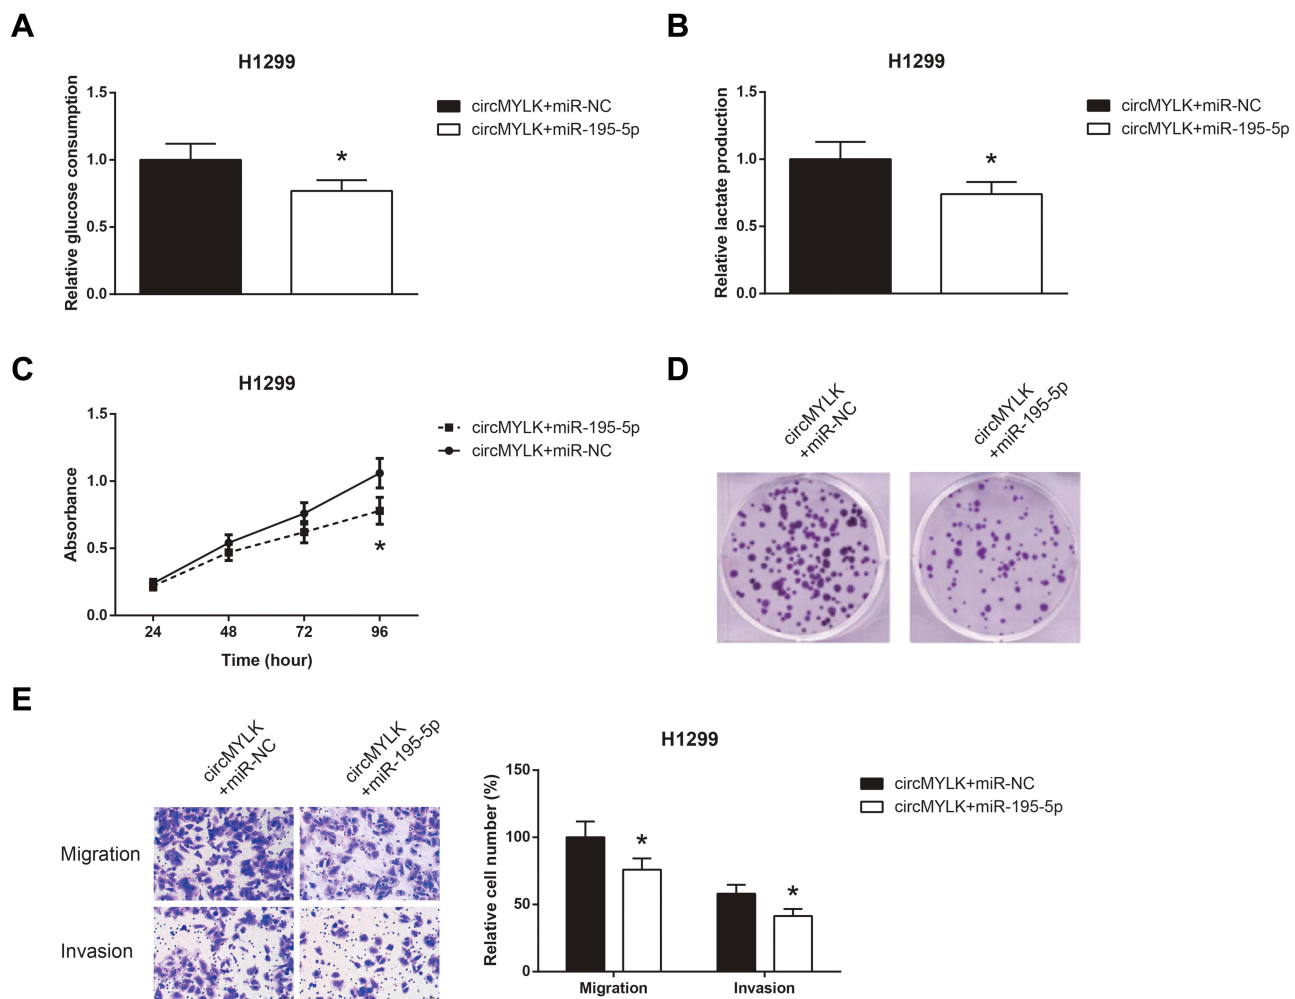 A
H1299
Relative glucose consumption
1.5
1.0
0.5
0.0
*
circMYLK+miR-NC
circMYLK+miR-195-5p
B
H1299
Relative lactate production
1.5
1.0
0.5
0.0
*
circMYLK+miR-NC
circMYLK+miR-195-5p
C
H1299
Absorbance
1.5
1.0
0.5
0.0
*
24 48 72 96
Time (hour)
circMYLK+miR-195-5p
circMYLK+miR-NC
D
circMYLK
+miR-NC
circMYLK
+miR-195-5p
E
circMYLK
+miR-NC
circMYLK
+miR-195-5p
Migration
Invasion
H1299
Relative cell number (%)
150
100
50
0
*
*
Migration Invasion
circMYLK+miR-NC
circMYLK+miR-195-5p